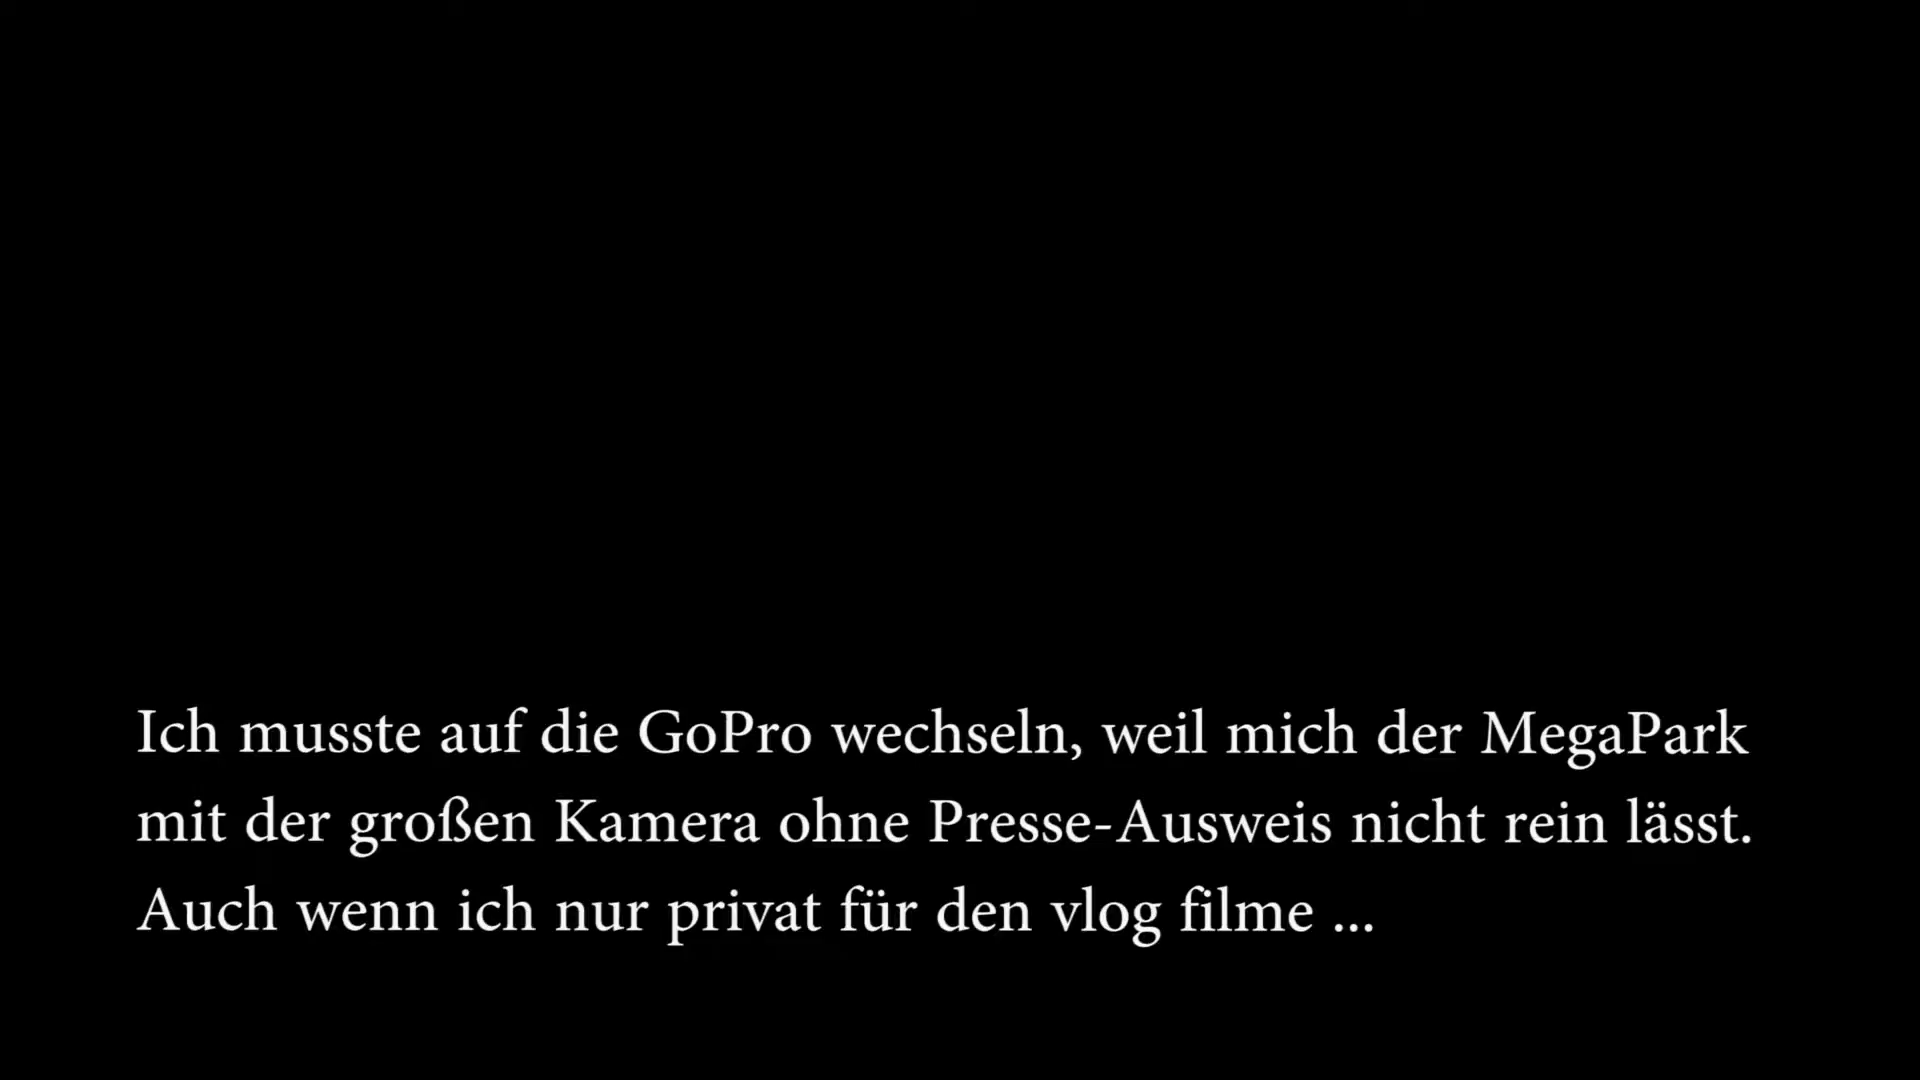 Ich musste auf die GoPro wechseln, weil mich der MegaPark
mit der großen Kamera ohne Presse-Ausweis nicht rein lässt.
Auch wenn ich nur privat für den vlog filme ...